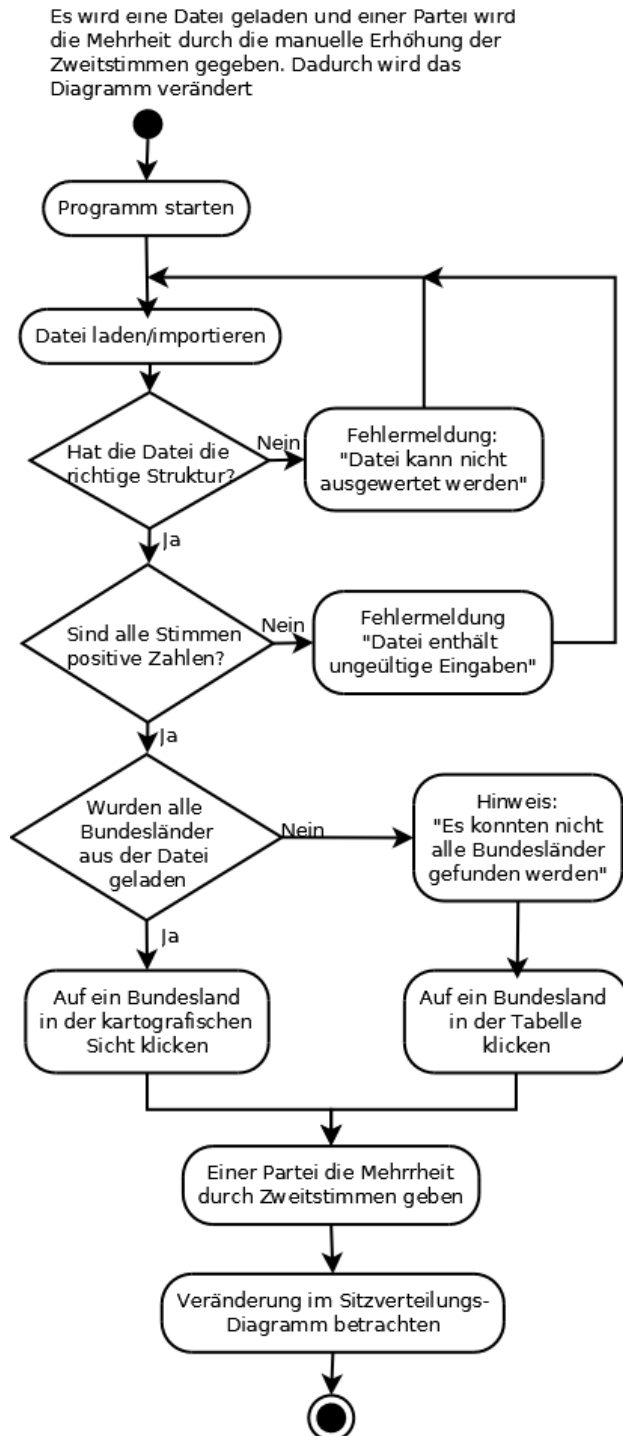 Es wird eine Datei geladen und einer Partei wird
die Mehrheit durch die manuelle Erhöhung der
Zweitstimmen gegeben. Dadurch wird das
Diagramm verändert
Programm starten
Datei laden/importieren
Hat die Datei die
richtige Struktur?
Nein
Fehlermeldung:
"Datei kann nicht
ausgewertet werden"
Ja
Sind alle Stimmen
positive Zahlen?
Nein
Fehlermeldung
"Datei enthält
ungeültige Eingaben"
Ja
Wurden alle
Bundesländer
aus der Datei
geladen
Nein
Hinweis:
"Es konnten nicht
alle Bundesländer
gefunden werden"
Ja
Auf ein Bundesland
in der kartografischen
Sicht klicken
Auf ein Bundesland
in der Tabelle
klicken
Einer Partei die Mehrrheit
durch Zweitstimmen geben
Veränderung im Sitzverteilungs-
Diagramm betrachten